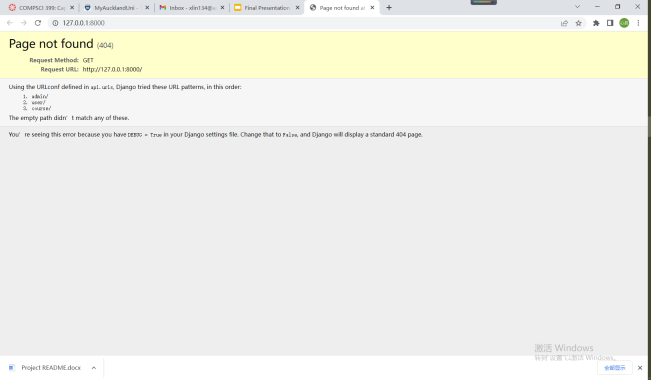 COMPSCI 399: Cap
MyAucklandUni -
Inbox - xlin134@a
Final Presentation
Page not found at
127.0.0.1:8000
Page not found (404)
Request Method: GET
Request URL: http://127.0.0.1:8000/
Using the URLconf defined in api.urls, Django tried these URL patterns, in this order:
1. admin/
2. user/
3. course/
The empty path didn't match any of these.
You're seeing this error because you have DEBUG = True in your Django settings file. Change that to False, and Django will display a standard 404 page.
激活 Windows
转到"设置"以激活 Windows。
Project README.docx
全部显示